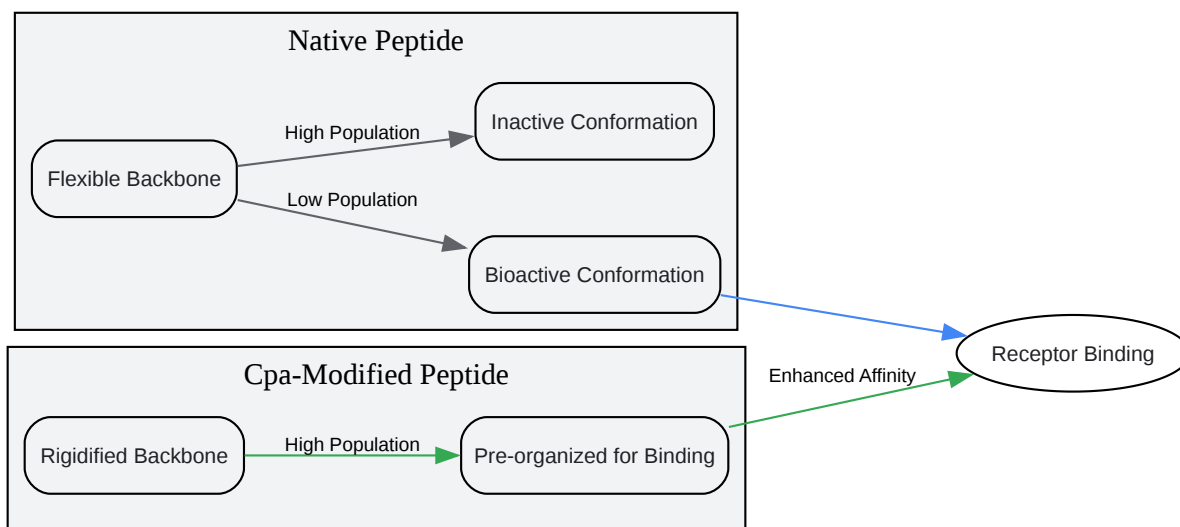 Native Peptide
High Population
Inactive Conformation
Flexible Backbone
Low Population
Bioactive Conformation
Receptor Binding
Cpa-Modified Peptide
Enhanced Affinity
Rigidified Backbone
High Population
Pre-organized for Binding